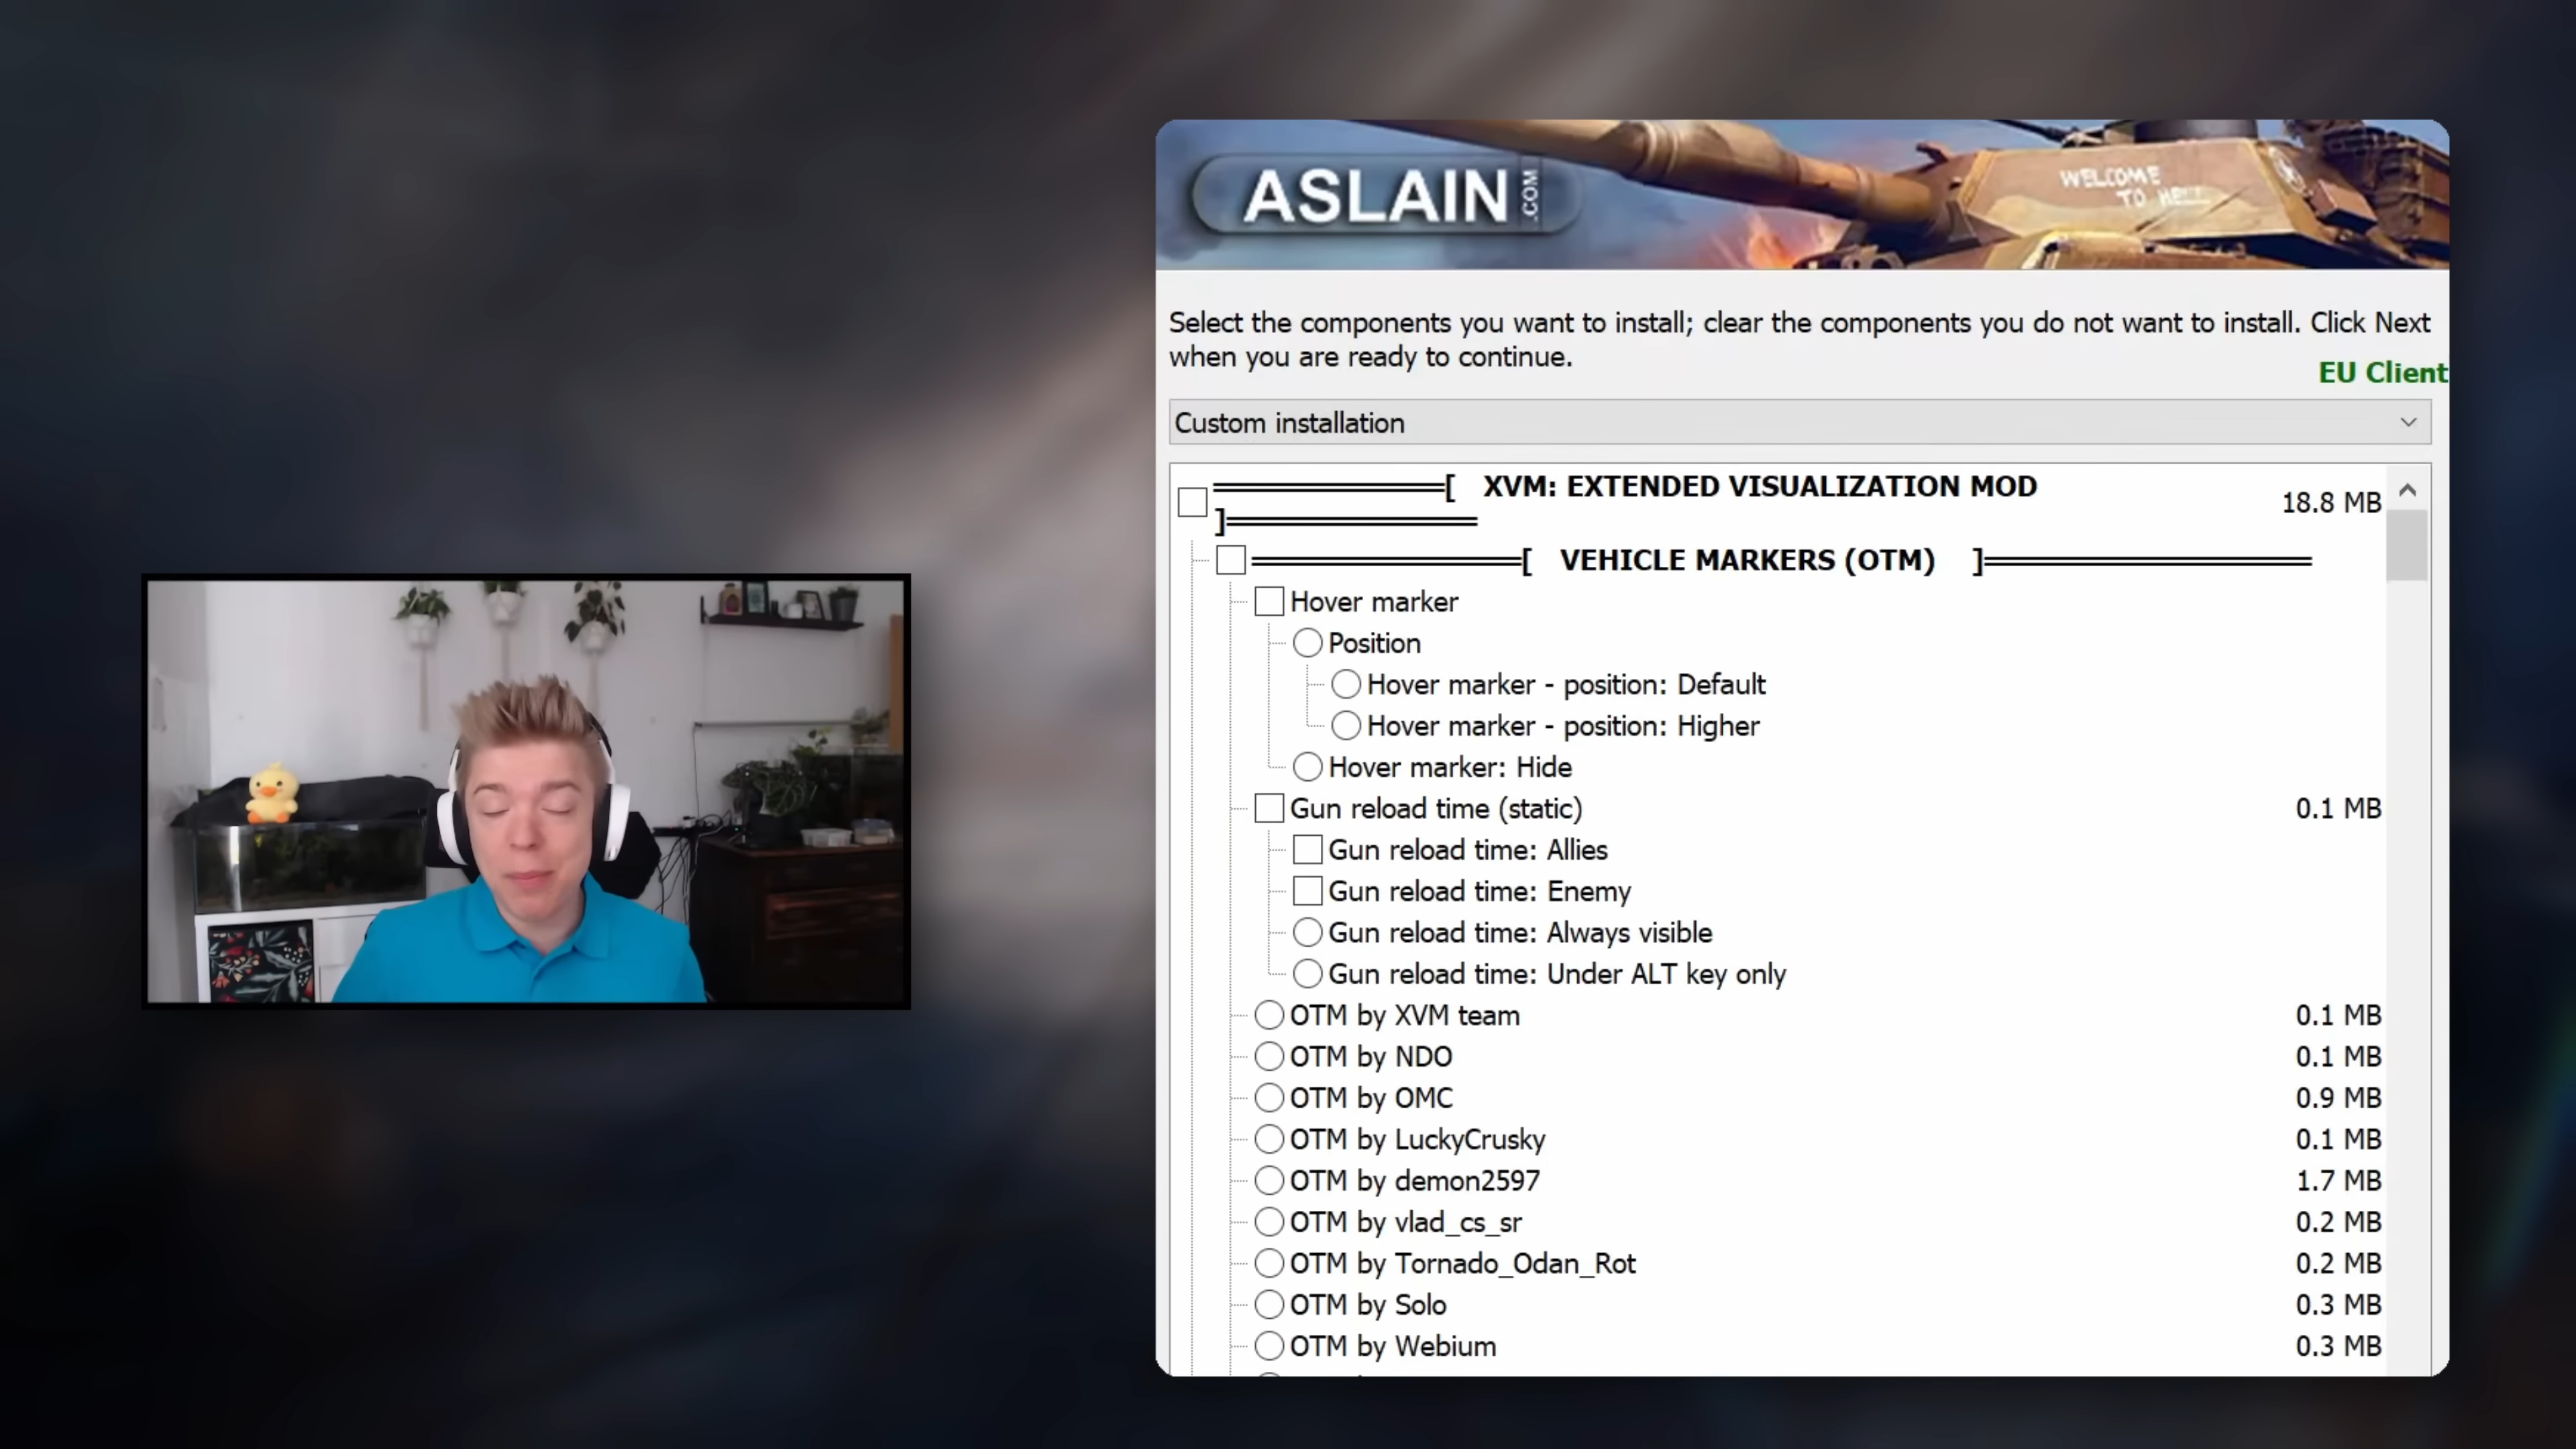 ASLAIN.COM
WELCOME
TO HELL
Select the components you want to install; clear the components you do not want to install. Click Next
when you are ready to continue.
EU Client
Custom installation
[ XVM: EXTENDED VISUALIZATION MOD 18.8 MB
]
[ VEHICLE MARKERS (OTM) ]
Hover marker
Position
Hover marker - position: Default
Hover marker - position: Higher
Hover marker: Hide
Gun reload time (static) 0.1 MB
Gun reload time: Allies
Gun reload time: Enemy
Gun reload time: Always visible
Gun reload time: Under ALT key only
OTM by XVM team 0.1 MB
OTM by NDO 0.1 MB
OTM by OMC 0.9 MB
OTM by LuckyCrusky 0.1 MB
OTM by demon2597 1.7 MB
OTM by vlad_cs_sr 0.2 MB
OTM by Tornado_Odan_Rot 0.2 MB
OTM by Solo 0.3 MB
OTM by Webium 0.3 MB